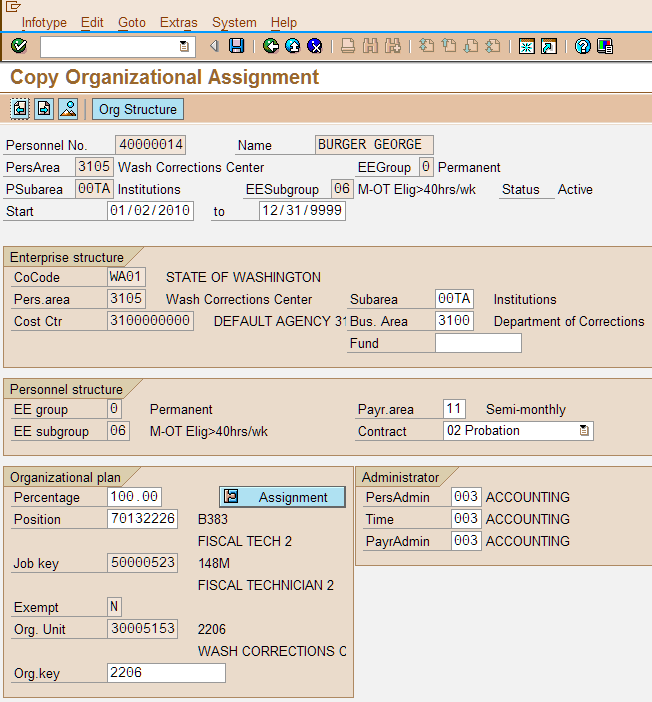 Infotype Edit Goto Extras System Help
Copy Organizational Assignment
Org Structure
Personnel No. 40000014 Name BURGER GEORGE
PersArea 3105 Wash Corrections Center EEGroup 0 Permanent
PSubarea 00TA Institutions EESubgroup 06 M-OT Elig>40hrs/wk Status Active
Start 01/02/2010 to 12/31/9999
Enterprise structure
CoCode WA01 STATE OF WASHINGTON
Pers.area 3105 Wash Corrections Center Subarea 00TA Institutions
Cost Ctr 3100000000 DEFAULT AGENCY 31 Bus. Area 3100 Department of Corrections
Fund
Personnel structure
EE group 0 Permanent Payr.area 11 Semi-monthly
EE subgroup 06 M-OT Elig>40hrs/wk Contract 02 Probation
Organizational plan
Percentage 100.00 Assignment
Position 70132226 B383
FISCAL TECH 2
Job key 50000523 148M
FISCAL TECHNICIAN 2
Exempt N
Org. Unit 30005153 2206
WASH CORRECTIONS C
Org.key 2206
Administrator
PersAdmin 003 ACCOUNTING
Time 003 ACCOUNTING
PayrAdmin 003 ACCOUNTING